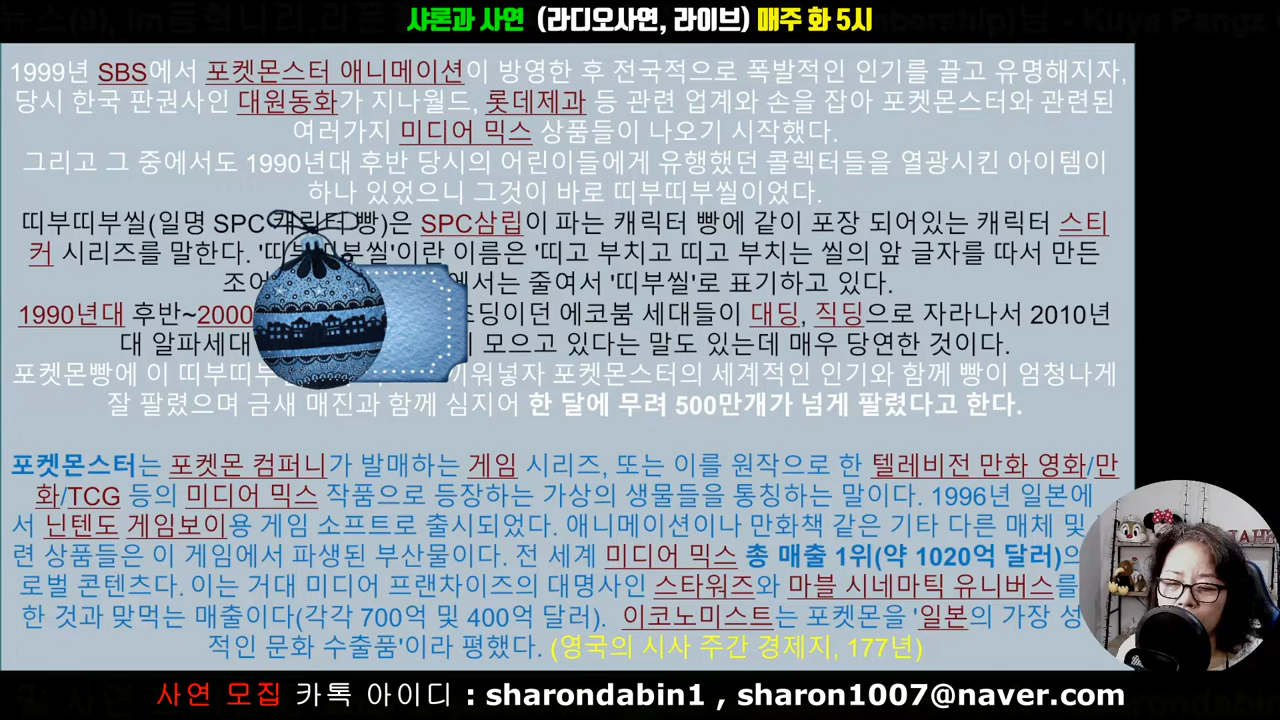 샤론과 사연 (라디오사연, 라이브) 매주 화 5시
1999년 SBS에서 포켓몬스터 애니메이션이 방영한 후 전국적으로 폭발적인 인기를 끌고 유명해지자,
당시 한국 판권사인 대원동화가 지나월드, 롯데제과 등 관련 업계와 손을 잡아 포켓몬스터와 관련된
여러가지 미디어 믹스 상품들이 나오기 시작했다.
그리고 그 중에서도 1990년대 후반 당시의 어린이들에게 유행했던 콜렉터들을 열광시킨 아이템이
하나 있었으니 그것이 바로 띠부띠부씰이었다.
띠부띠부씰(일명 SPC캐릭터 빵)은 SPC삼립이 파는 캐릭터 빵에 같이 포장 되어있는 캐릭터 스티
커 시리즈를 말한다. '띠부띠부씰'이란 이름은 '띠고 부치고 띠고 부치는 씰의 앞 글자를 따서 만든
조어 에서는 줄여서 '띠부씰'로 표기하고 있다.
1990년대 후반~2000 초딩이던 에코붐 세대들이 대딩, 직딩으로 자라나서 2010년
대 알파세대 모으고 있다는 말도 있는데 매우 당연한 것이다.
포켓몬빵에 이 띠부띠부 끼워넣자 포켓몬스터의 세계적인 인기와 함께 빵이 엄청나게
잘 팔렸으며 금새 매진과 함께 심지어 한 달에 무려 500만개가 넘게 팔렸다고 한다.
포켓몬스터는 포켓몬 컴퍼니가 발매하는 게임 시리즈, 또는 이를 원작으로 한 텔레비전 만화 영화/만
화/TCG 등의 미디어 믹스 작품으로 등장하는 가상의 생물들을 통칭하는 말이다. 1996년 일본에
서 닌텐도 게임보이용 게임 소프트로 출시되었다. 애니메이션이나 만화책 같은 기타 다른 매체 및
련 상품들은 이 게임에서 파생된 부산물이다. 전 세계 미디어 믹스 총 매출 1위(약 1020억 달러)으
로벌 콘텐츠다. 이는 거대 미디어 프랜차이즈의 대명사인 스타워즈와 마블 시네마틱 유니버스를
한 것과 맞먹는 매출이다(각각 700억 및 400억 달러). 이코노미스트는 포켓몬을 '일본의 가장 성
적인 문화 수출품'이라 평했다. (영국의 시사 주간 경제지, 177년)
사연 모집 카톡 아이디 : sharondabin1 , sharon1007@naver.com